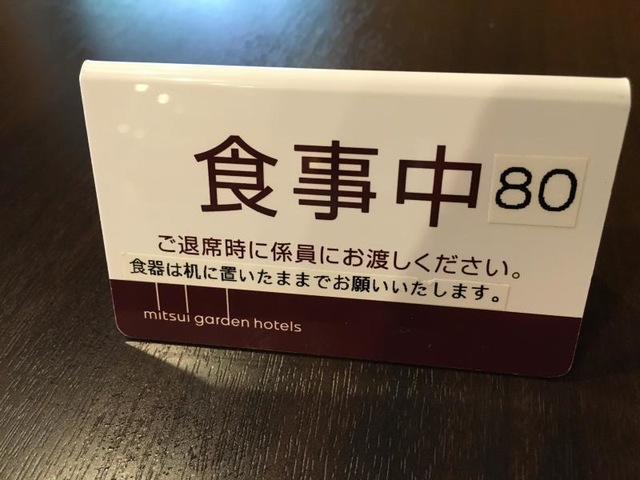 食事中 80
ご退席時に係員にお渡しください。
食器は机に置いたままでお願いいたします。
mitsui garden hotels